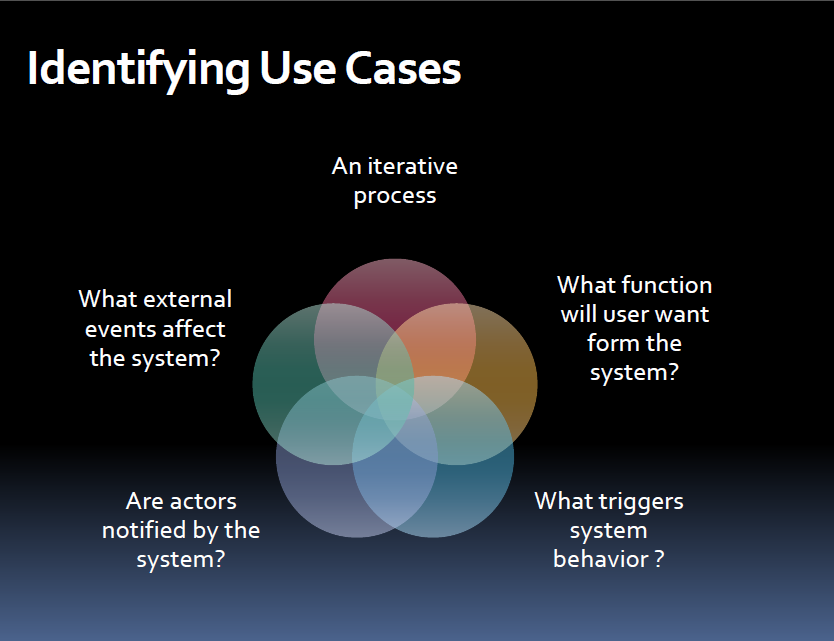 Identifying Use Cases
An iterative
process
What external
events affect
the system?
What function
will user want
form the
system?
Are actors
notified by the
system?
What triggers
system
behavior ?